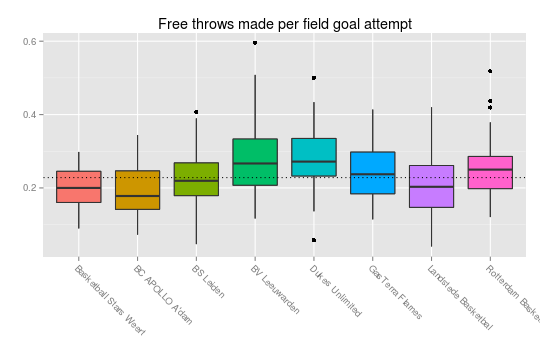 Free throws made per field goal attempt
0.6
0.4
0.2
Basketball Stars Weert
BC APOLLO A'dam
BS Leiden
BV Leeuwarden
Dukes Unlimited
GasTerra Flames
Landstede Basketbal
Rotterdam Basket